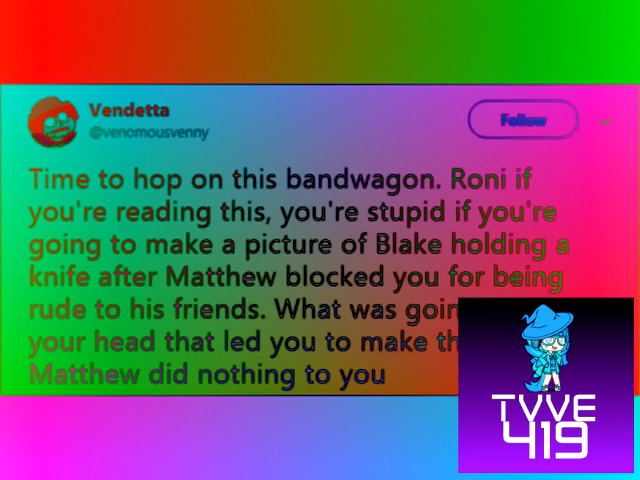 Vendetta
@venomousvenny
Follow
Time to hop on this bandwagon. Roni if
you're reading this, you're stupid if you're
going to make a picture of Blake holding a
knife after Matthew blocked you for being
rude to his friends. What was goin
your head that led you to make th
Matthew did nothing to you
TVVE
419